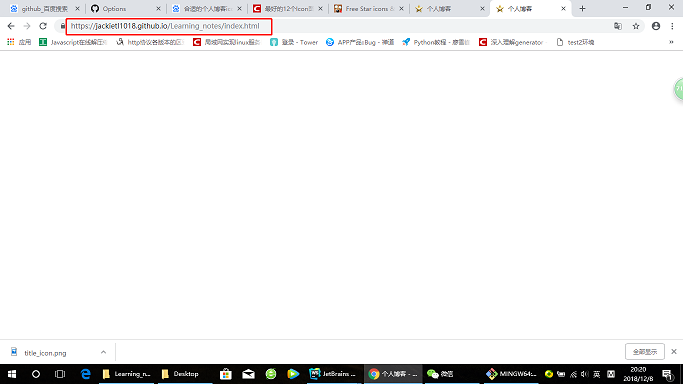 github_百度搜索
Options
合适的个人博客ic
最好的12个Icon图
Free Star icons &
个人博客
个人博客
https://jackietl1018.github.io/Learning_notes/index.html
应用
Javascript在线解压
http协议各版本的区
局域网实现linux服务
登录 - Tower
APP产品sBug - 禅道
Python教程 - 廖雪
深入理解generator
test2环境
title_icon.png
全部显示
Learning_n...
Desktop
JetBrains ...
个人博客 - ...
微信
MINGW64:...
英
M
20:20
2018/12/8